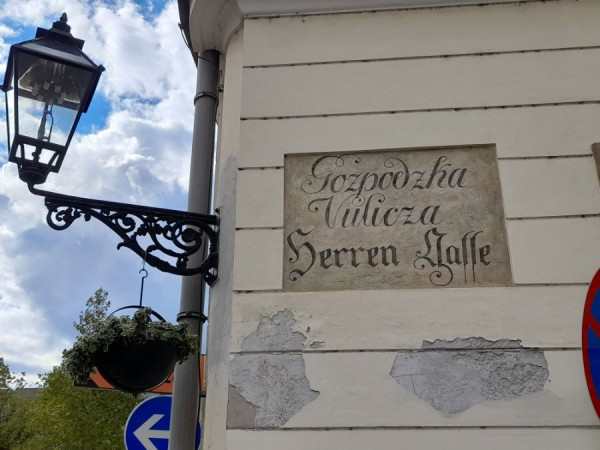 Gozpodzka
Vulicza
Herren Gasse